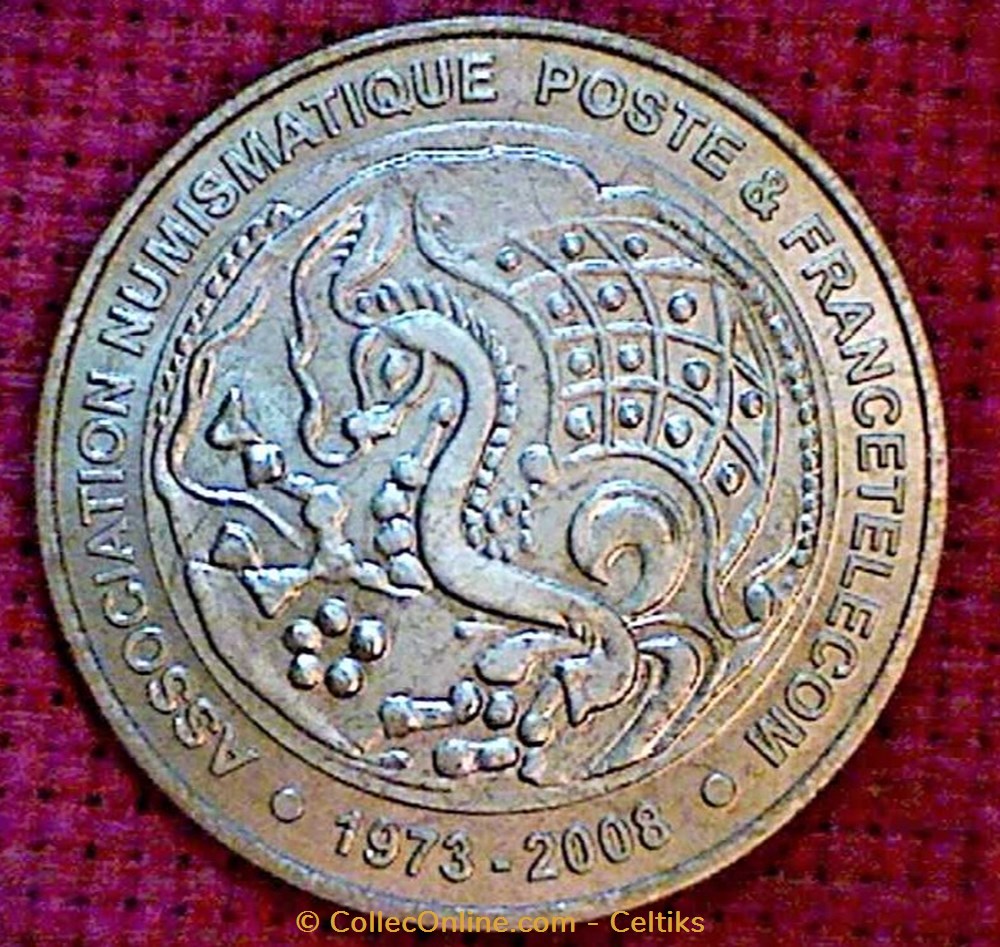 ASSOCIATION NUMISMATIQUE POSTE & FRANCETELECOM
1973 - 2008
© CollecOnline.com - Celtiks